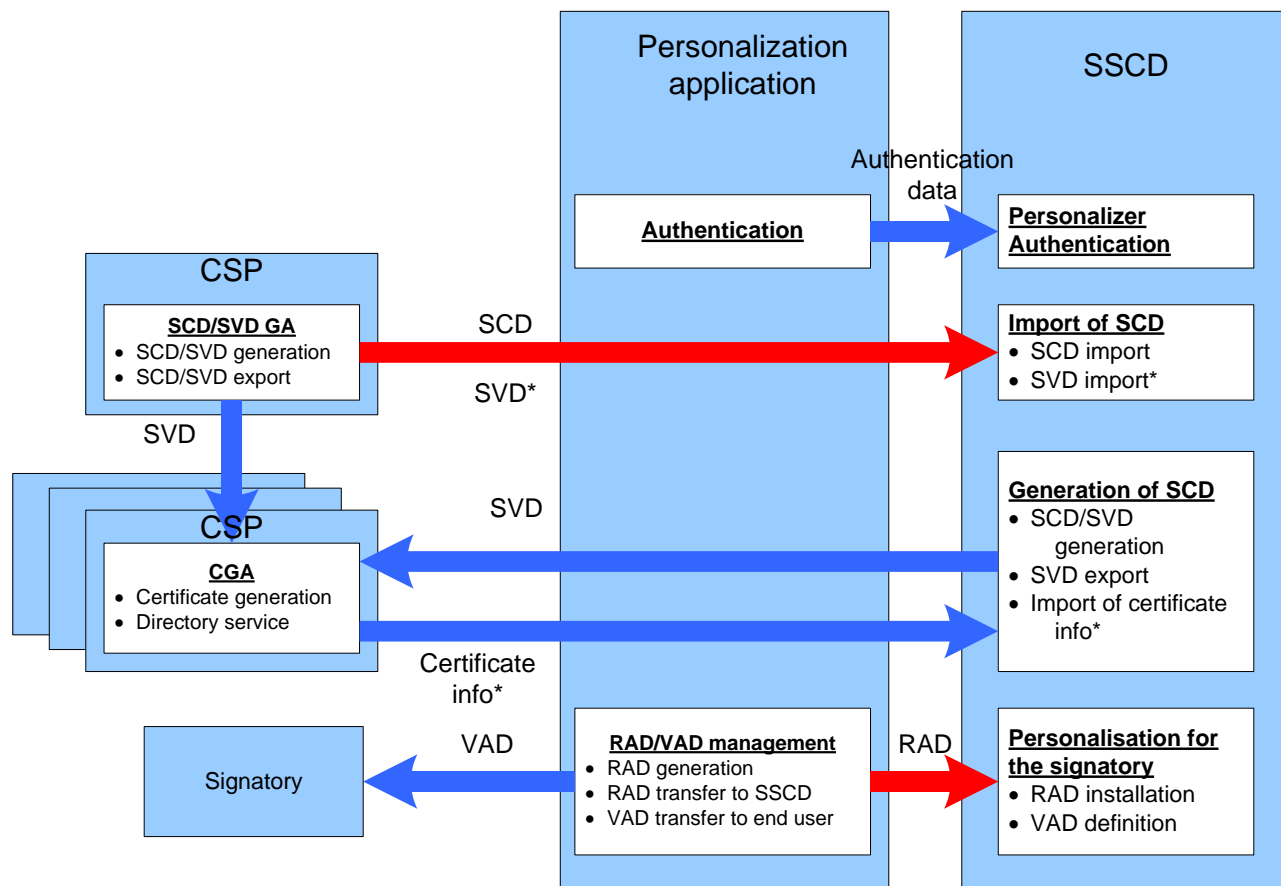 Personalization
application
SSCD
Authentication
data
Authentication
Personalizer
Authentication
CSP
SCD/SVD GA
• SCD/SVD generation
• SCD/SVD export
SCD
SVD*
Import of SCD
• SCD import
• SVD import*
SVD
CSP
CGA
• Certificate generation
• Directory service
SVD
Generation of SCD
• SCD/SVD
generation
• SVD export
• Import of certificate
info*
Certificate
info*
Signatory
VAD
RAD/VAD management
• RAD generation
• RAD transfer to SSCD
• VAD transfer to end user
RAD
Personalisation for
the signatory
• RAD installation
• VAD definition